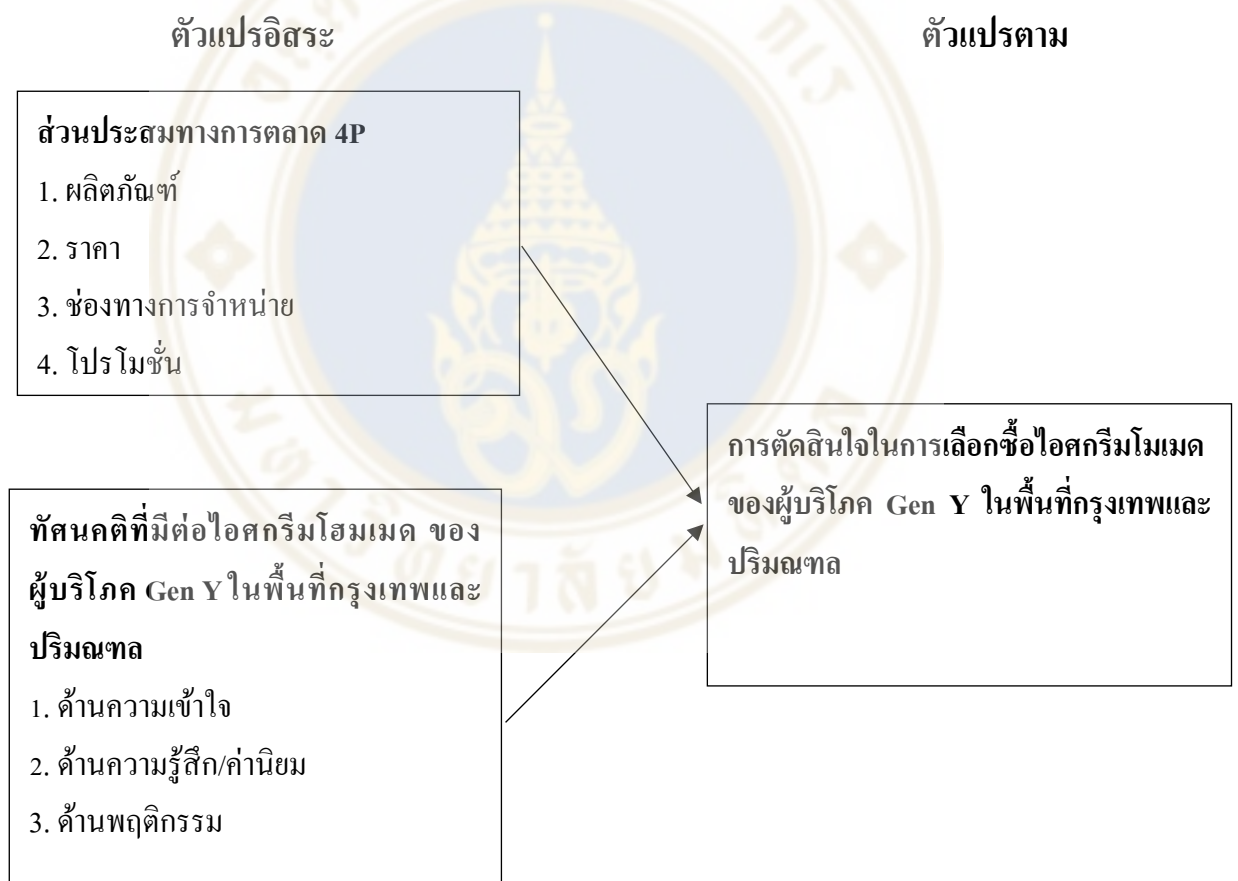 ตัวแปรอิสระ
ตัวแปรตาม
ส่วนประสมทางการตลาด 4P
1. ผลิตภัณฑ์
2. ราคา
3. ช่องทางการจำหน่าย
4. โปรโมชั่น
การตัดสินใจในการเลือกซื้อไอศกรีมโมเมด
ของผู้บริโภค Gen Y ในพื้นที่กรุงเทพและ
ปริมณฑล
ทัศนคติที่มีต่อไอศกรีมโฮมเมด ของ
ผู้บริโภค Gen Y ในพื้นที่กรุงเทพและ
ปริมณฑล
1. ด้านความเข้าใจ
2. ด้านความรู้สึก/ค่านิยม
3. ด้านพฤติกรรม